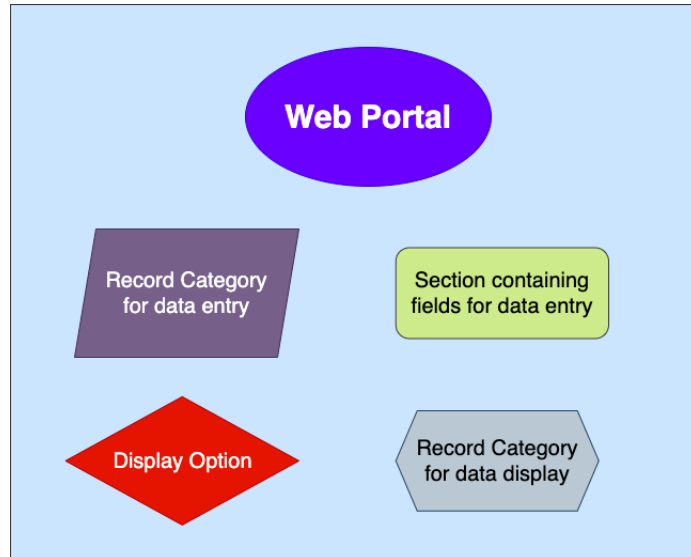 Web Portal
Record Category
for data entry
Section containing
fields for data entry
Display Option
Record Category
for data display